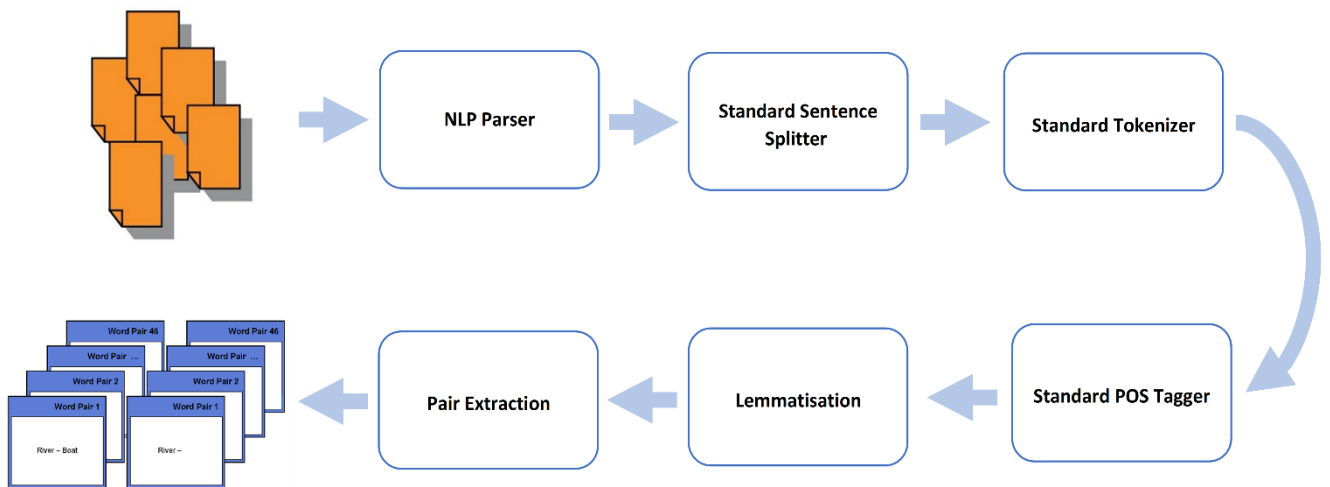 NLP Parser
Standard Sentence
Splitter
Standard Tokenizer
Standard POS Tagger
Lemmatisation
Pair Extraction
Word Pair 46
Word Pair ...
Word Pair 2
Word Pair 1
River – Boat
Word Pair 46
Word Pair ...
Word Pair 2
Word Pair 1
River –